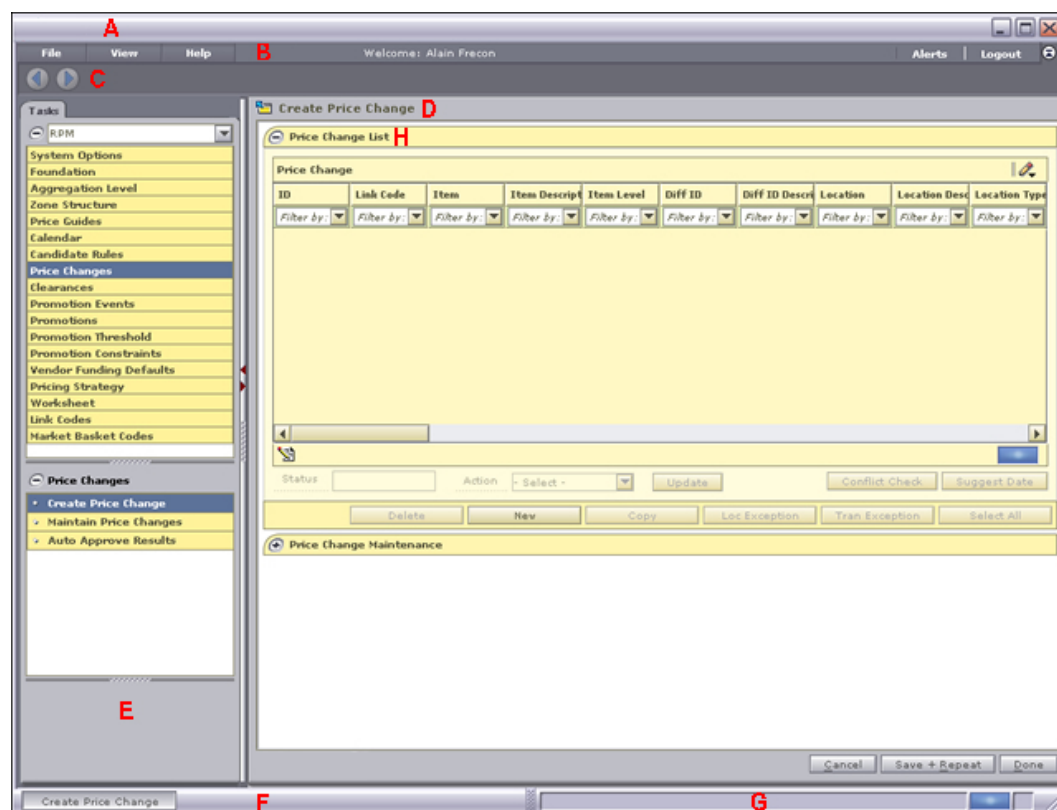 A
File View Help B Welcome: Alain Frecon Alerts Logout
C
Tasks
RPM
System Options
Foundation
Aggregation Level
Zone Structure
Price Guides
Calendar
Candidate Rules
Price Changes
Clearances
Promotion Events
Promotions
Promotion Threshold
Promotion Constraints
Vendor Funding Defaults
Pricing Strategy
Worksheet
Link Codes
Market Basket Codes
Price Changes
Create Price Change
Maintain Price Changes
Auto Approve Results
E
Create Price Change D
Price Change List H
Price Change
ID Link Code Item Item Descript Item Level Diff ID Diff ID Descri Location Location Desc Location Type
Filter by: Filter by: Filter by: Filter by: Filter by: Filter by: Filter by: Filter by: Filter by: Filter by:
Status Action - Select - Update Conflict Check Suggest Date
Delete New Copy Loc Exception Tran Exception Select All
Price Change Maintenance
Cancel Save + Repeat Done
Create Price Change F G